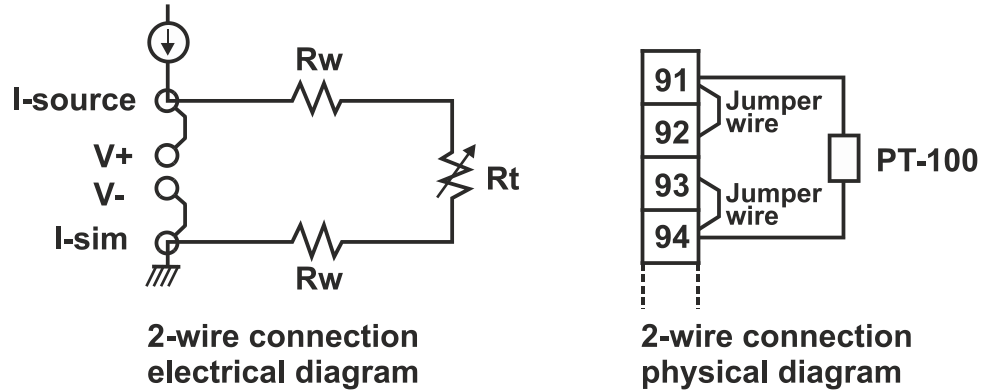 I-source
V+
V-
I-sim
Rw
Rt
Rw
2-wire connection
electrical diagram
91
92
93
94
Jumper
wire
Jumper
wire
PT-100
2-wire connection
physical diagram